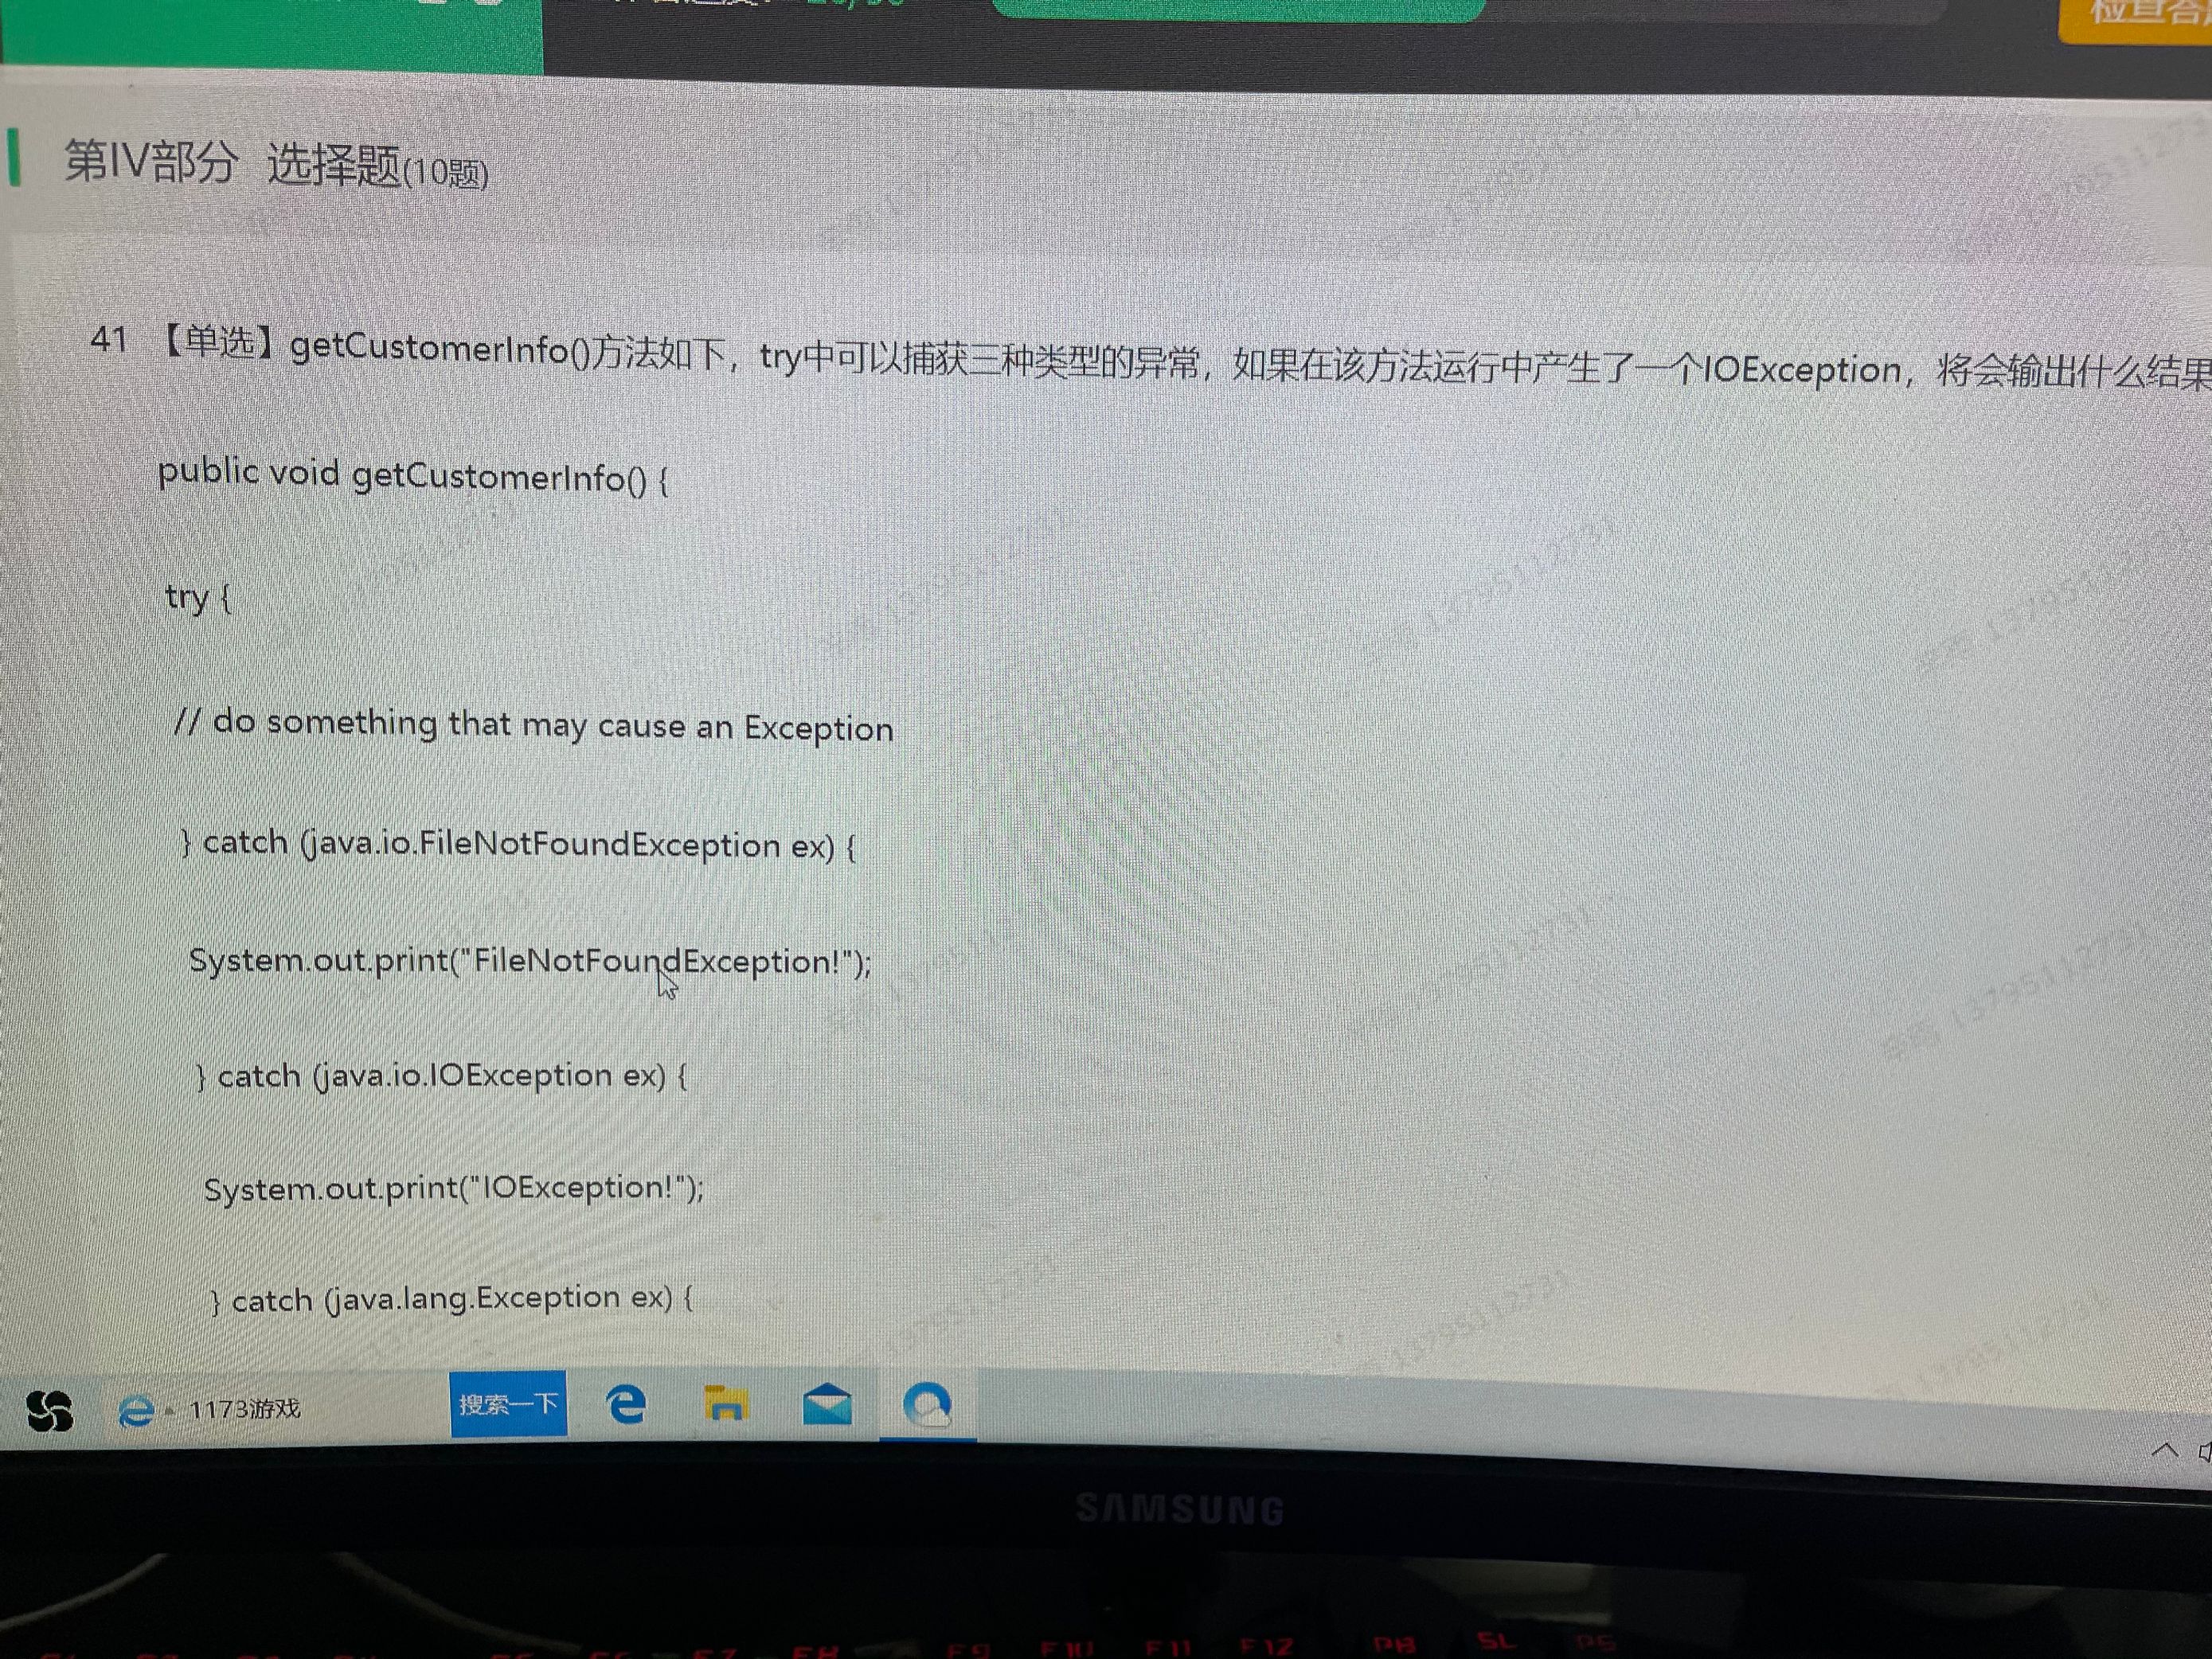 第IV部分 选择题(10题)
41 【单选】getCustomerInfo()方法如下，try中可以捕获三种类型的异常，如果在该方法运行中产生了一个IOException，将会输出什么结果
public void getCustomerInfo() {
try {
// do something that may cause an Exception
} catch (java.io.FileNotFoundException ex) {
System.out.print("FileNotFoundException!");
} catch (java.io.IOException ex) {
System.out.print("IOException!");
} catch (java.lang.Exception ex) {
1173游戏
搜索一下
SAMSUNG
F9 F10 F11 F12 SL